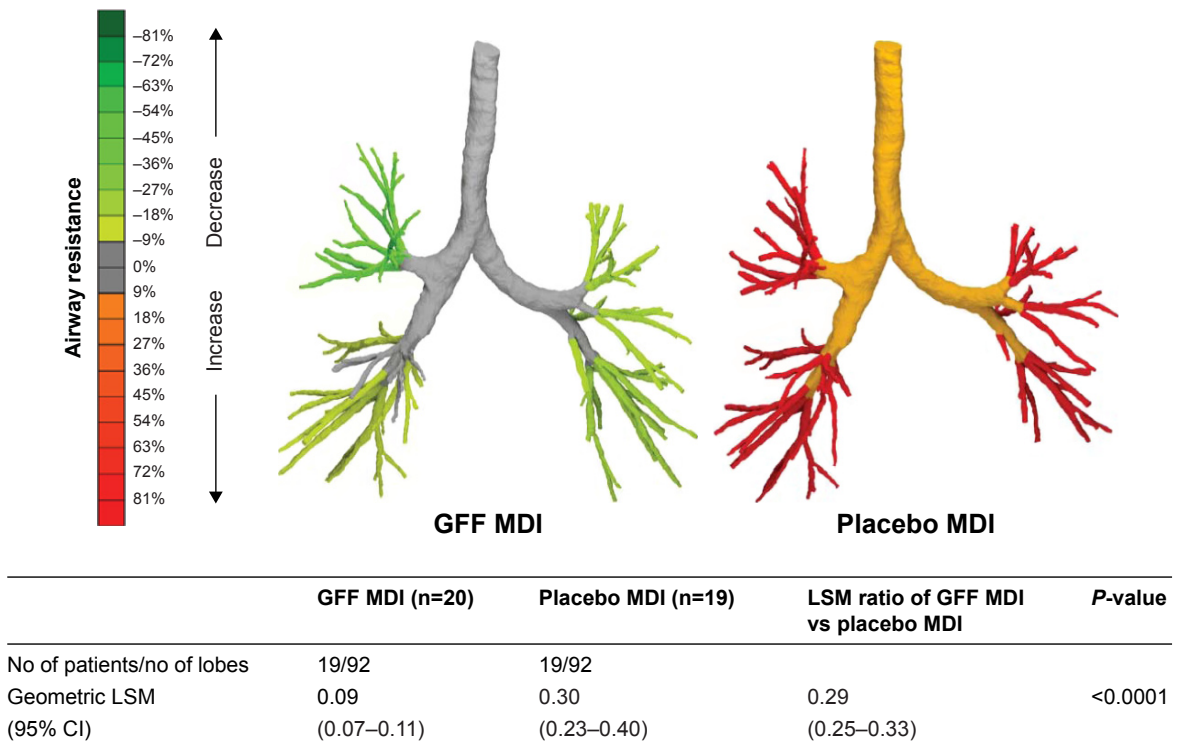 –81%
–72%
–63%
–54%
–45%
–36%
–27%
–18%
–9%
0%
9%
18%
27%
36%
45%
54%
63%
72%
81%
Airway resistance
Decrease
Increase
GFF MDI
Placebo MDI
GFF MDI (n=20) Placebo MDI (n=19) LSM ratio of GFF MDI P-value
vs placebo MDI
No of patients/no of lobes 19/92 19/92
Geometric LSM 0.09 0.30 0.29 <0.0001
(95% CI) (0.07–0.11) (0.23–0.40) (0.25–0.33)